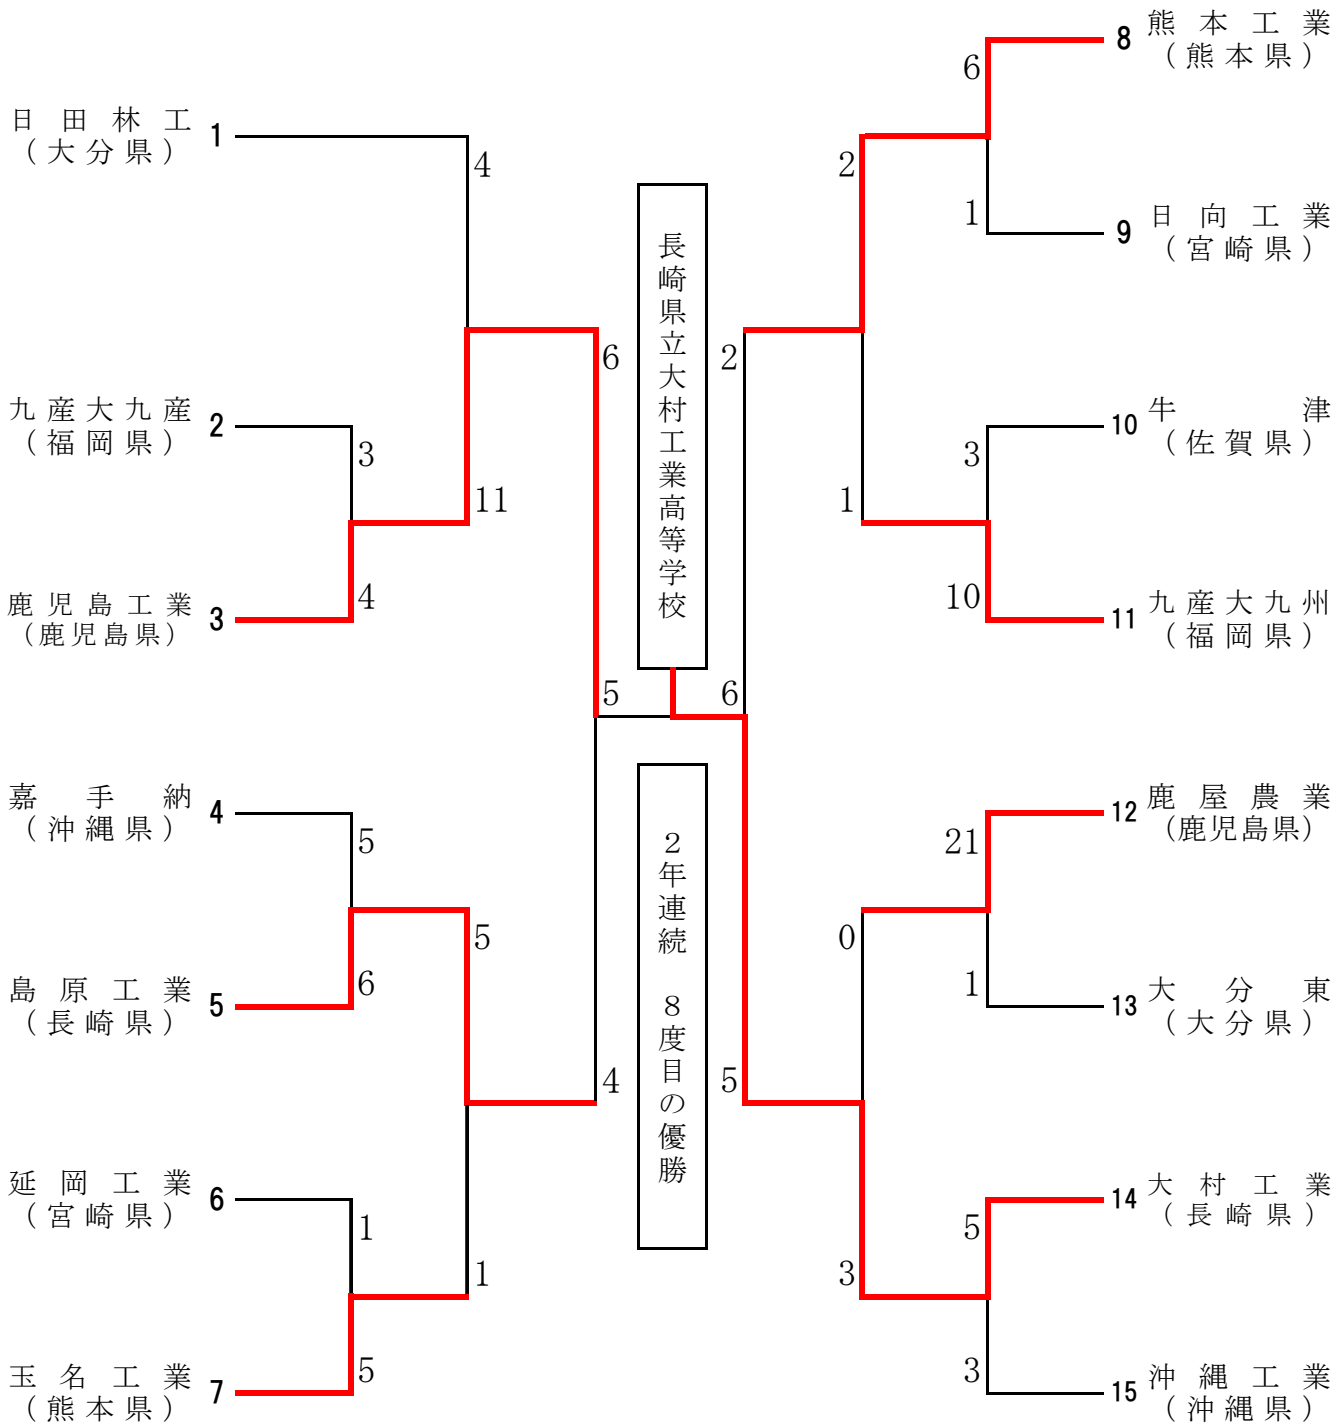 日田林工
(大分県)
1
4
九産大九産
(福岡県)
2
3
11
鹿児島工業
(鹿児島県)
3
4
6
5
嘉手納
(沖縄県)
4
5
島原工業
(長崎県)
5
6
5
4
延岡工業
(宮崎県)
6
1
1
玉名工業
(熊本県)
7
5
長崎県立大村工業高等学校
2年連続 8度目の優勝
8
熊本工業
(熊本県)
6
2
1
9
日向工業
(宮崎県)
2
10
牛津
(佐賀県)
3
1
10
11
九産大九州
(福岡県)
6
12
鹿屋農業
(鹿児島県)
21
0
1
13
大分東
(大分県)
5
14
大村工業
(長崎県)
5
3
3
15
沖縄工業
(沖縄県)